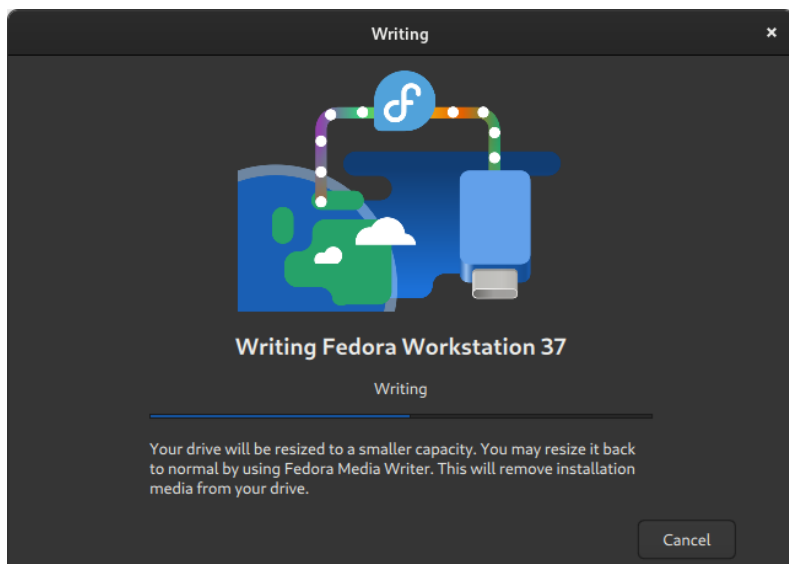 Writing
Writing Fedora Workstation 37
Writing
Your drive will be resized to a smaller capacity. You may resize it back
to normal by using Fedora Media Writer. This will remove installation
media from your drive.
Cancel